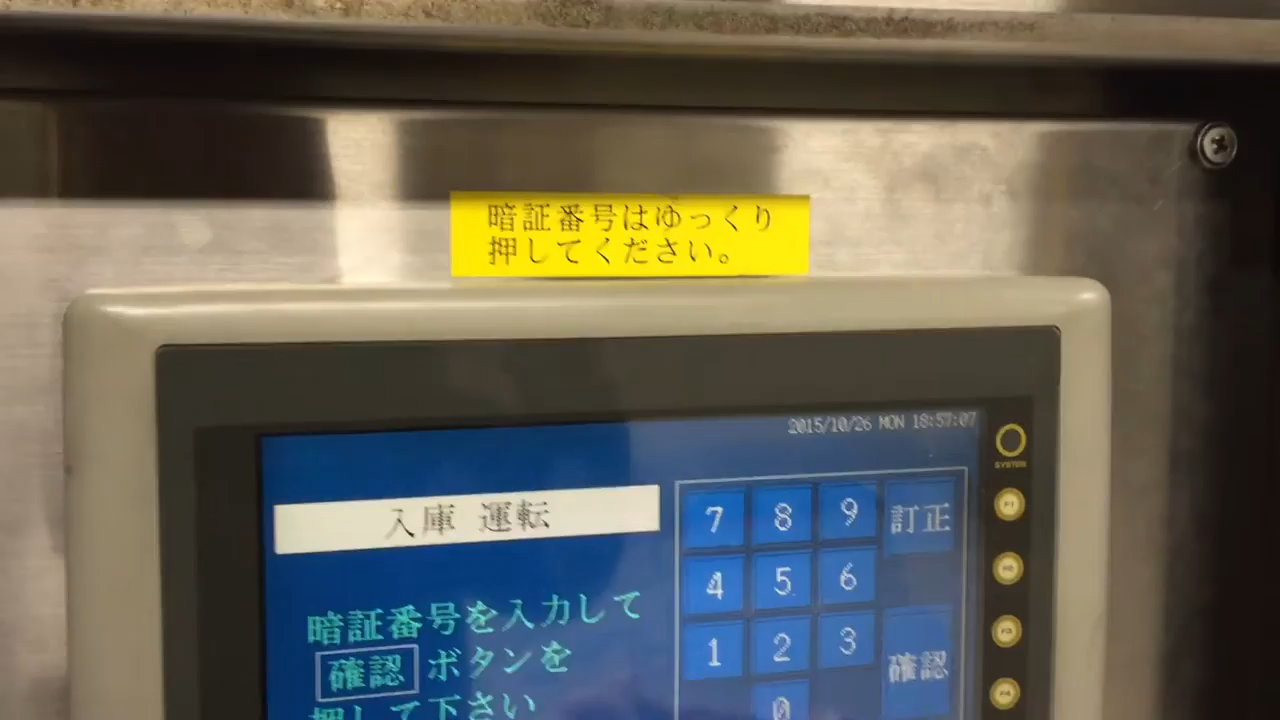 暗証番号はゆっくり
押してください。
2015/10/26 MON 18:57:07
入庫 運転
7 8 9 訂正
4 5 6
1 2 3 確認
0
暗証番号を入力して
確認 ボタンを
押して下さい
SYSTEM
F1